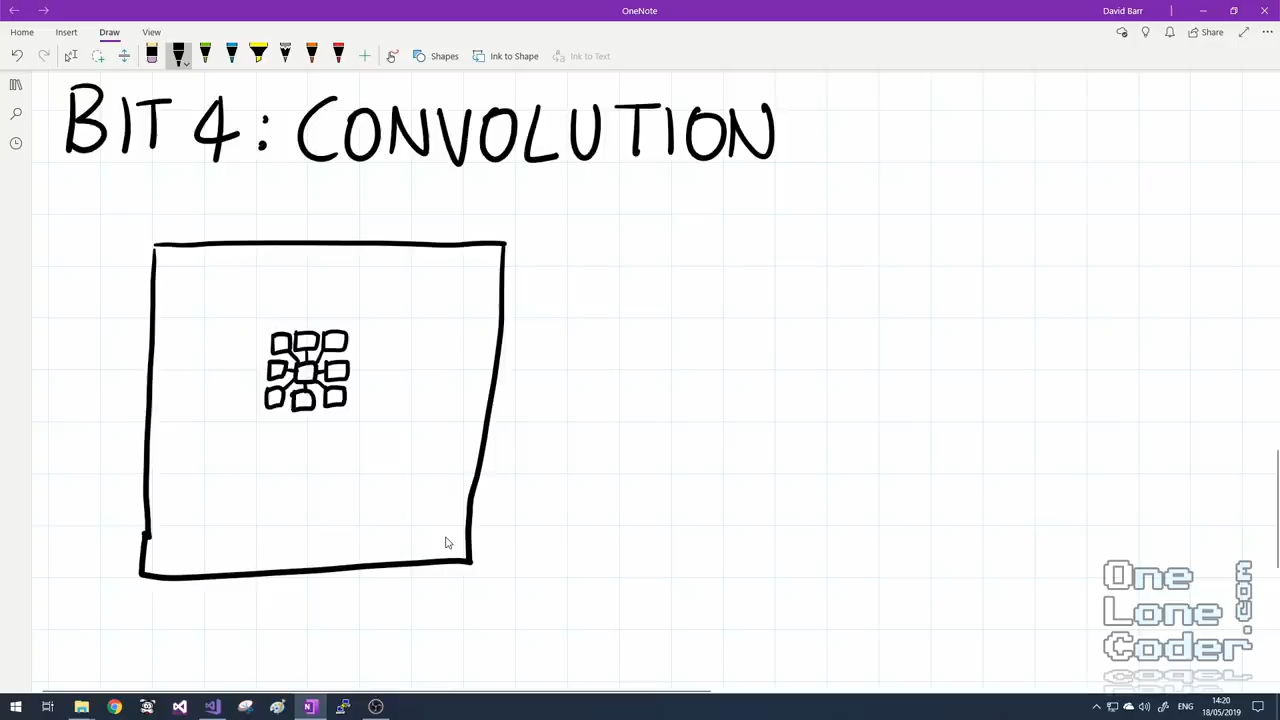 OneNote
David Barr
Home Insert Draw View
Share
Shapes Ink to Shape Ink to Text
BIT 4: CONVOLUTION
One
Lone
Coder
.com
14:20
ENG
18/05/2019